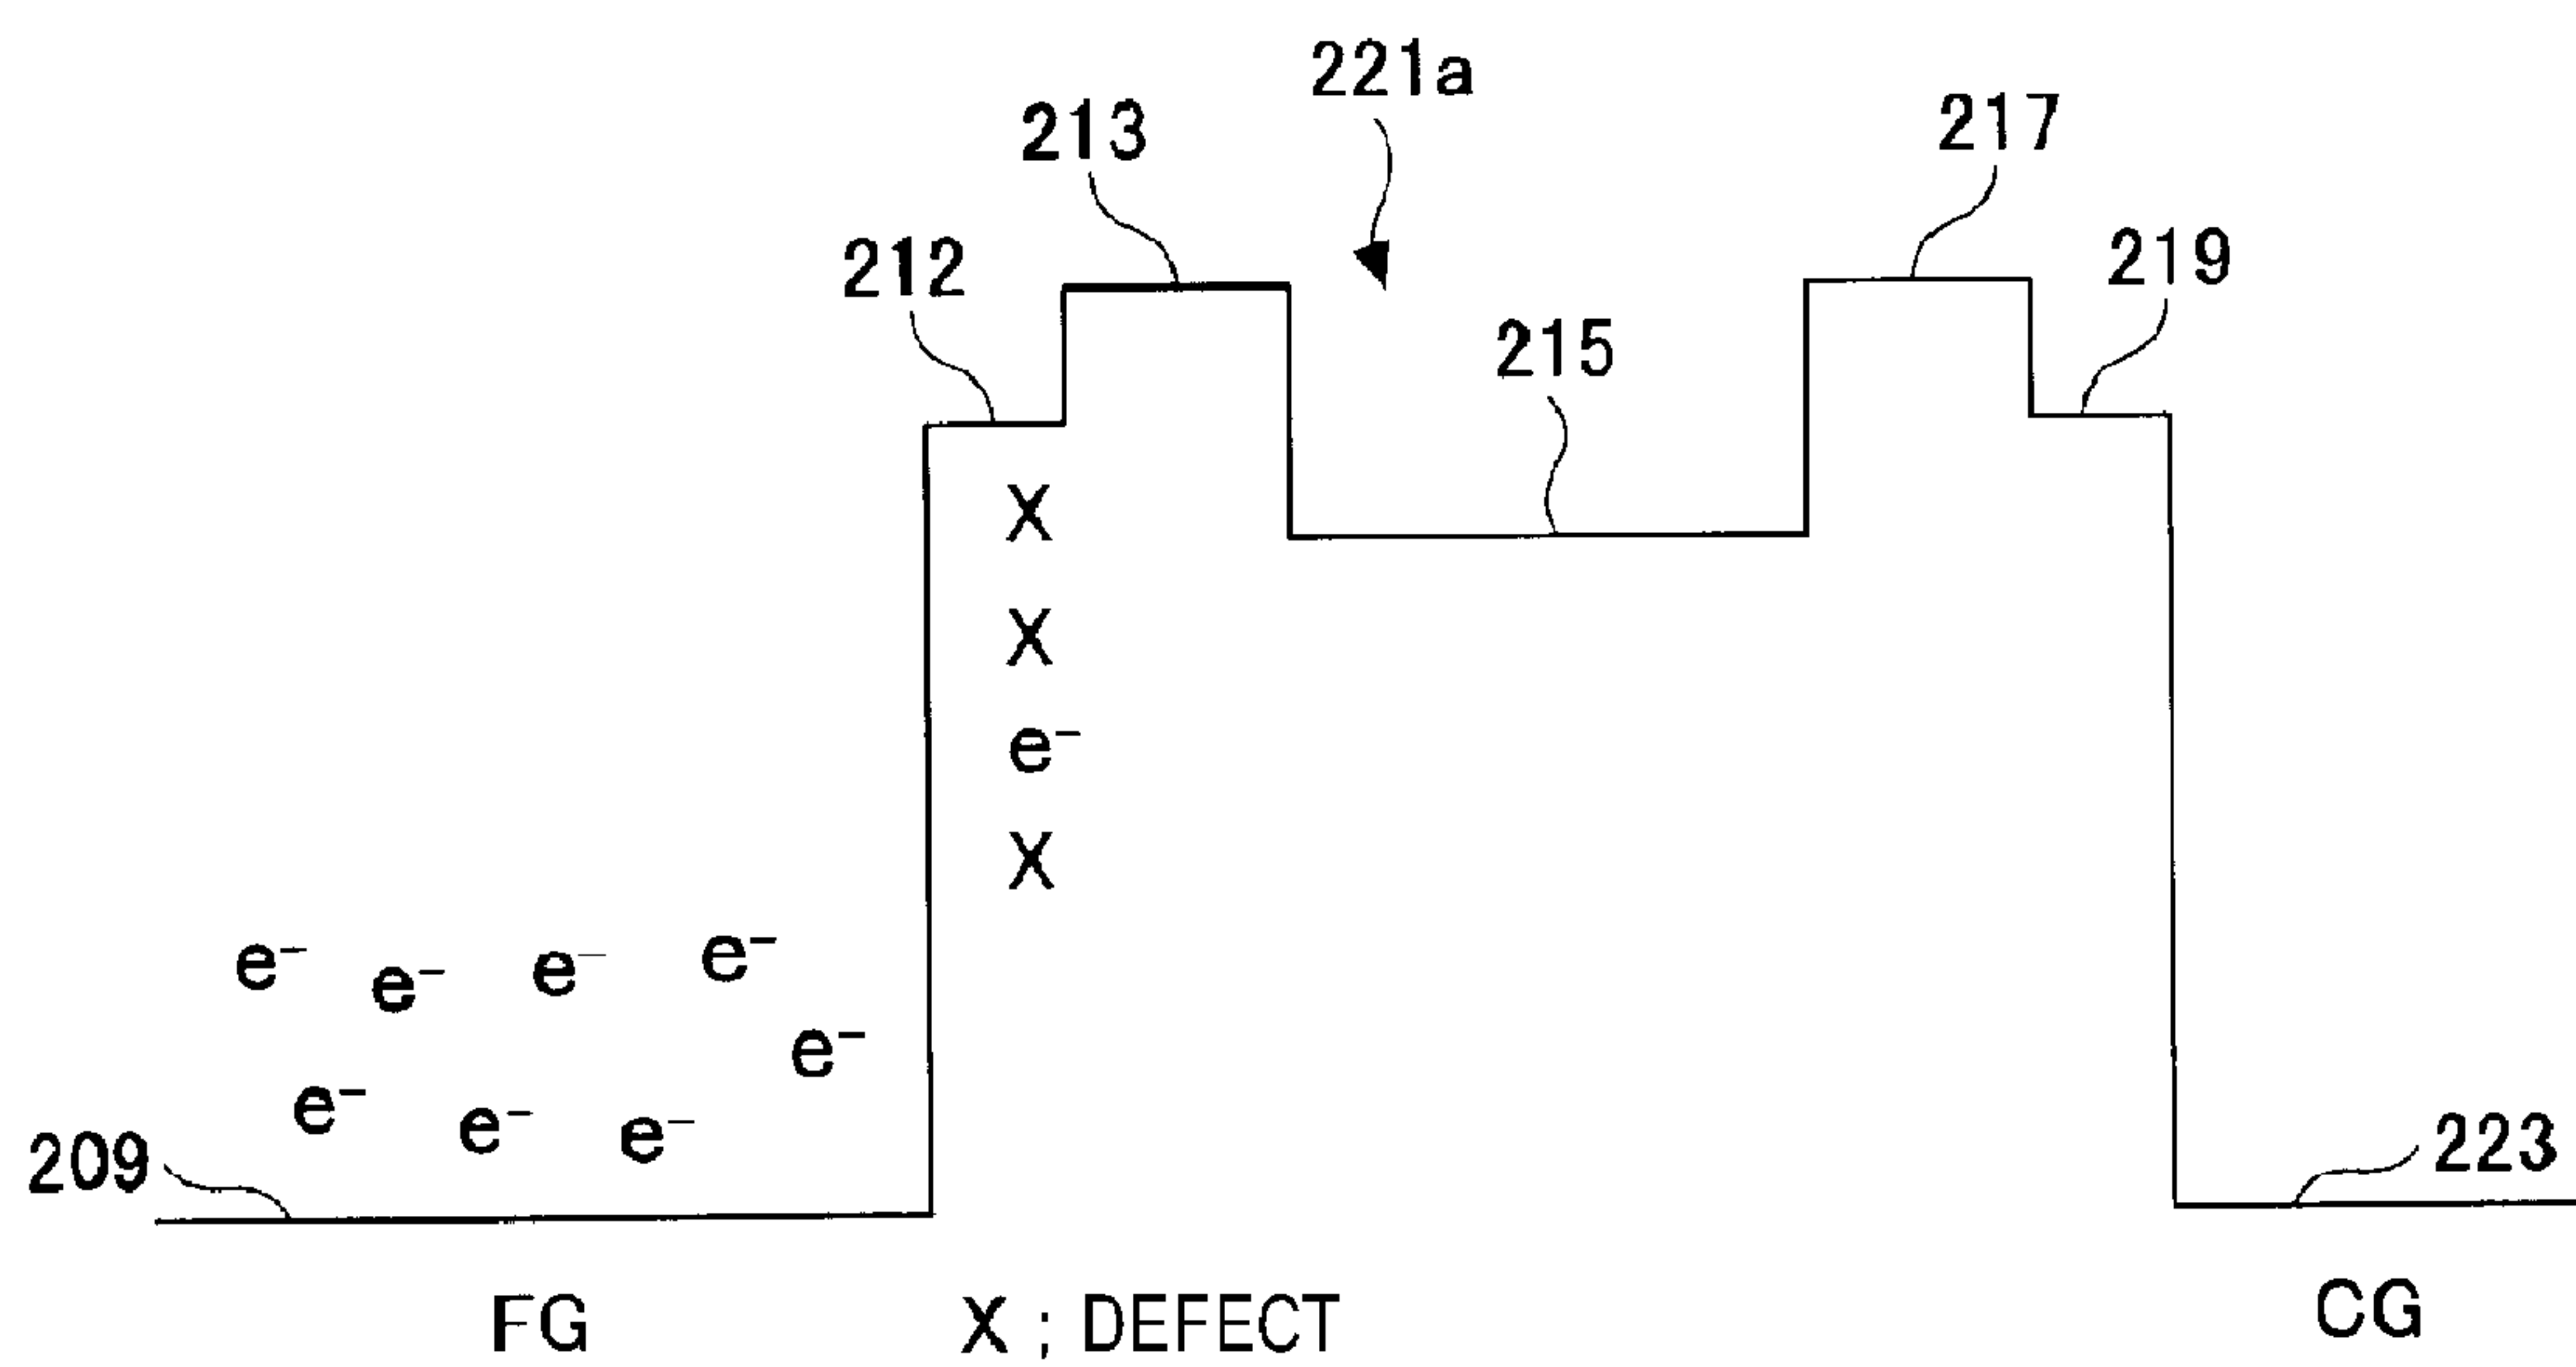 221a
213
217
212
219
215
X
X
e⁻
X
e⁻ e⁻ e⁻ e⁻
e⁻
e⁻ e⁻ e⁻
209
223
FG
X ; DEFECT
CG